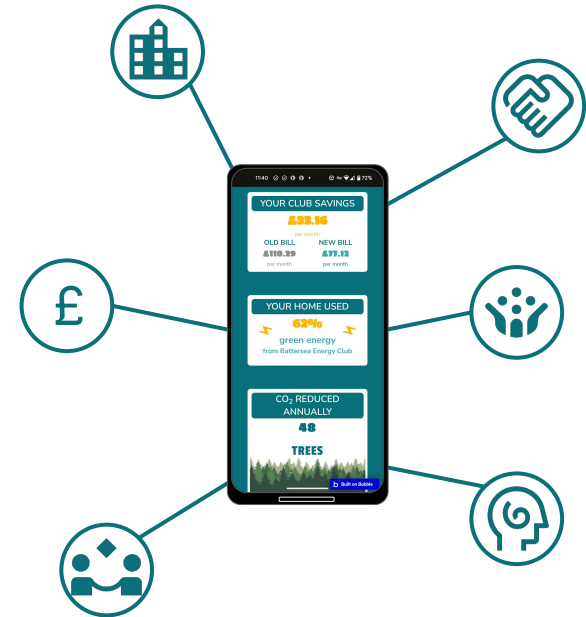 11:40
72%
YOUR CLUB SAVINGS
£33.16
per month
OLD BILL NEW BILL
£110.29 £77.12
per month per month
£
YOUR HOME USED
62%
green energy
from Battersea Energy Club
CO₂ REDUCED
ANNUALLY
48
TREES
b Built on Bubble